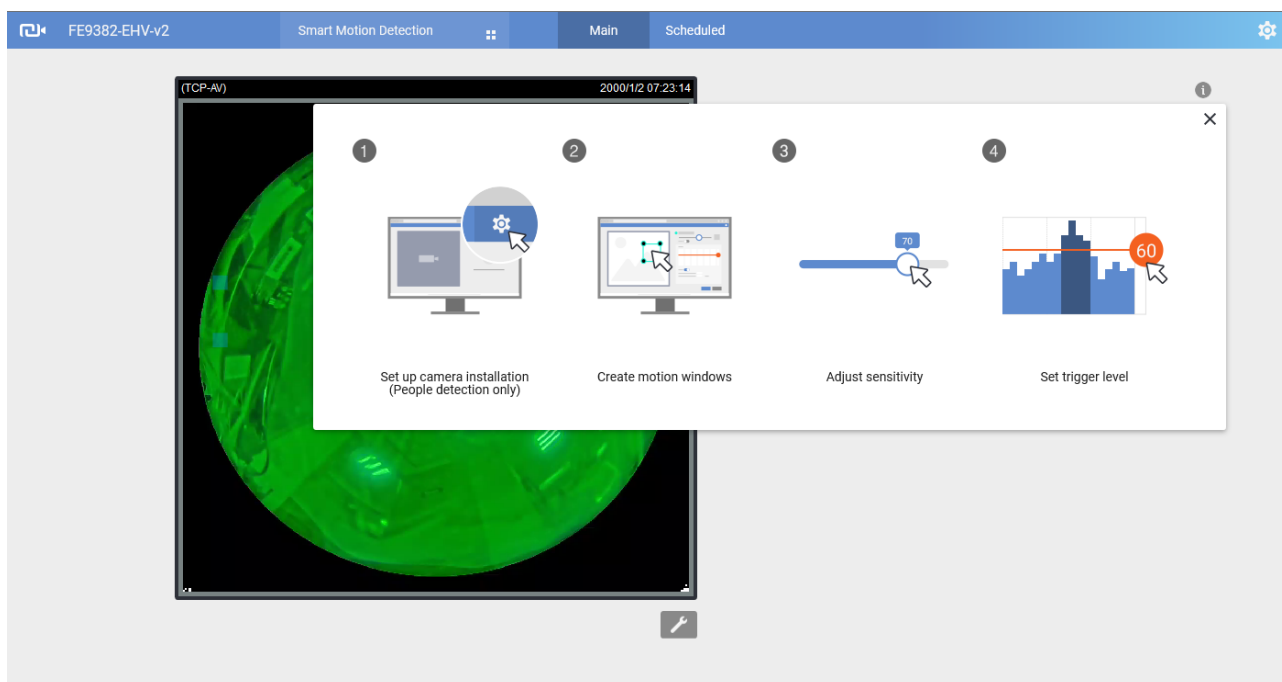 FE9382-EHV-v2 Smart Motion Detection Main Scheduled
(TCP-AV) 2000/1/2 07:23:14
1 2 3 4
70
60
Set up camera installation
(People detection only)
Create motion windows
Adjust sensitivity
Set trigger level